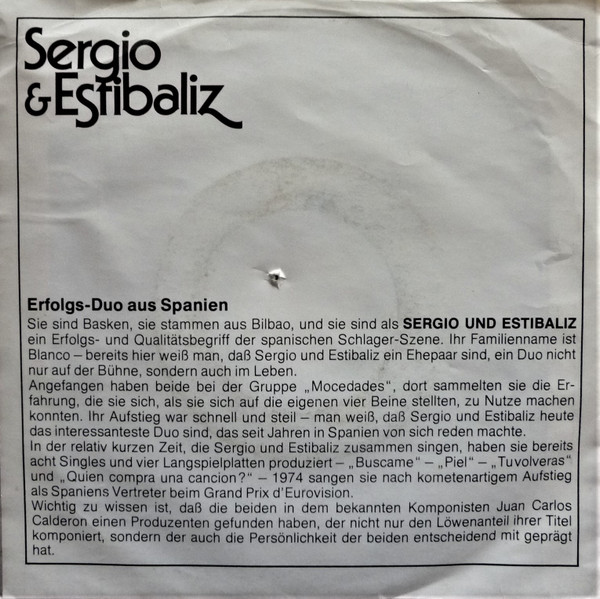 Sergio
& Estibaliz
Erfolgs-Duo aus Spanien
Sie sind Basken, sie stammen aus Bilbao, und sie sind als SERGIO UND ESTIBALIZ
ein Erfolgs- und Qualitätsbegriff der spanischen Schlager-Szene. Ihr Familienname ist
Blanco – bereits hier weiß man, daß Sergio und Estibaliz ein Ehepaar sind, ein Duo nicht
nur auf der Bühne, sondern auch im Leben.
Angefangen haben beide bei der Gruppe „Mocedades", dort sammelten sie die Er-
fahrung, die sie sich, als sie sich auf die eigenen vier Beine stellten, zu Nutze machen
konnten. Ihr Aufstieg war schnell und steil – man weiß, daß Sergio und Estibaliz heute
das interessanteste Duo sind, das seit Jahren in Spanien von sich reden machte.
In der relativ kurzen Zeit, die Sergio und Estibaliz zusammen singen, haben sie bereits
acht Singles und vier Langspielplatten produziert – „Buscame" – „Piel" – „Tuvolveras"
und „Quien compra una cancion?" – 1974 sangen sie nach kometenartigem Aufstieg
als Spaniens Vertreter beim Grand Prix d'Eurovision.
Wichtig zu wissen ist, daß die beiden in dem bekannten Komponisten Juan Carlos
Calderon einen Produzenten gefunden haben, der nicht nur den Löwenanteil ihrer Titel
komponiert, sondern der auch die Persönlichkeit der beiden entscheidend mit geprägt
hat.